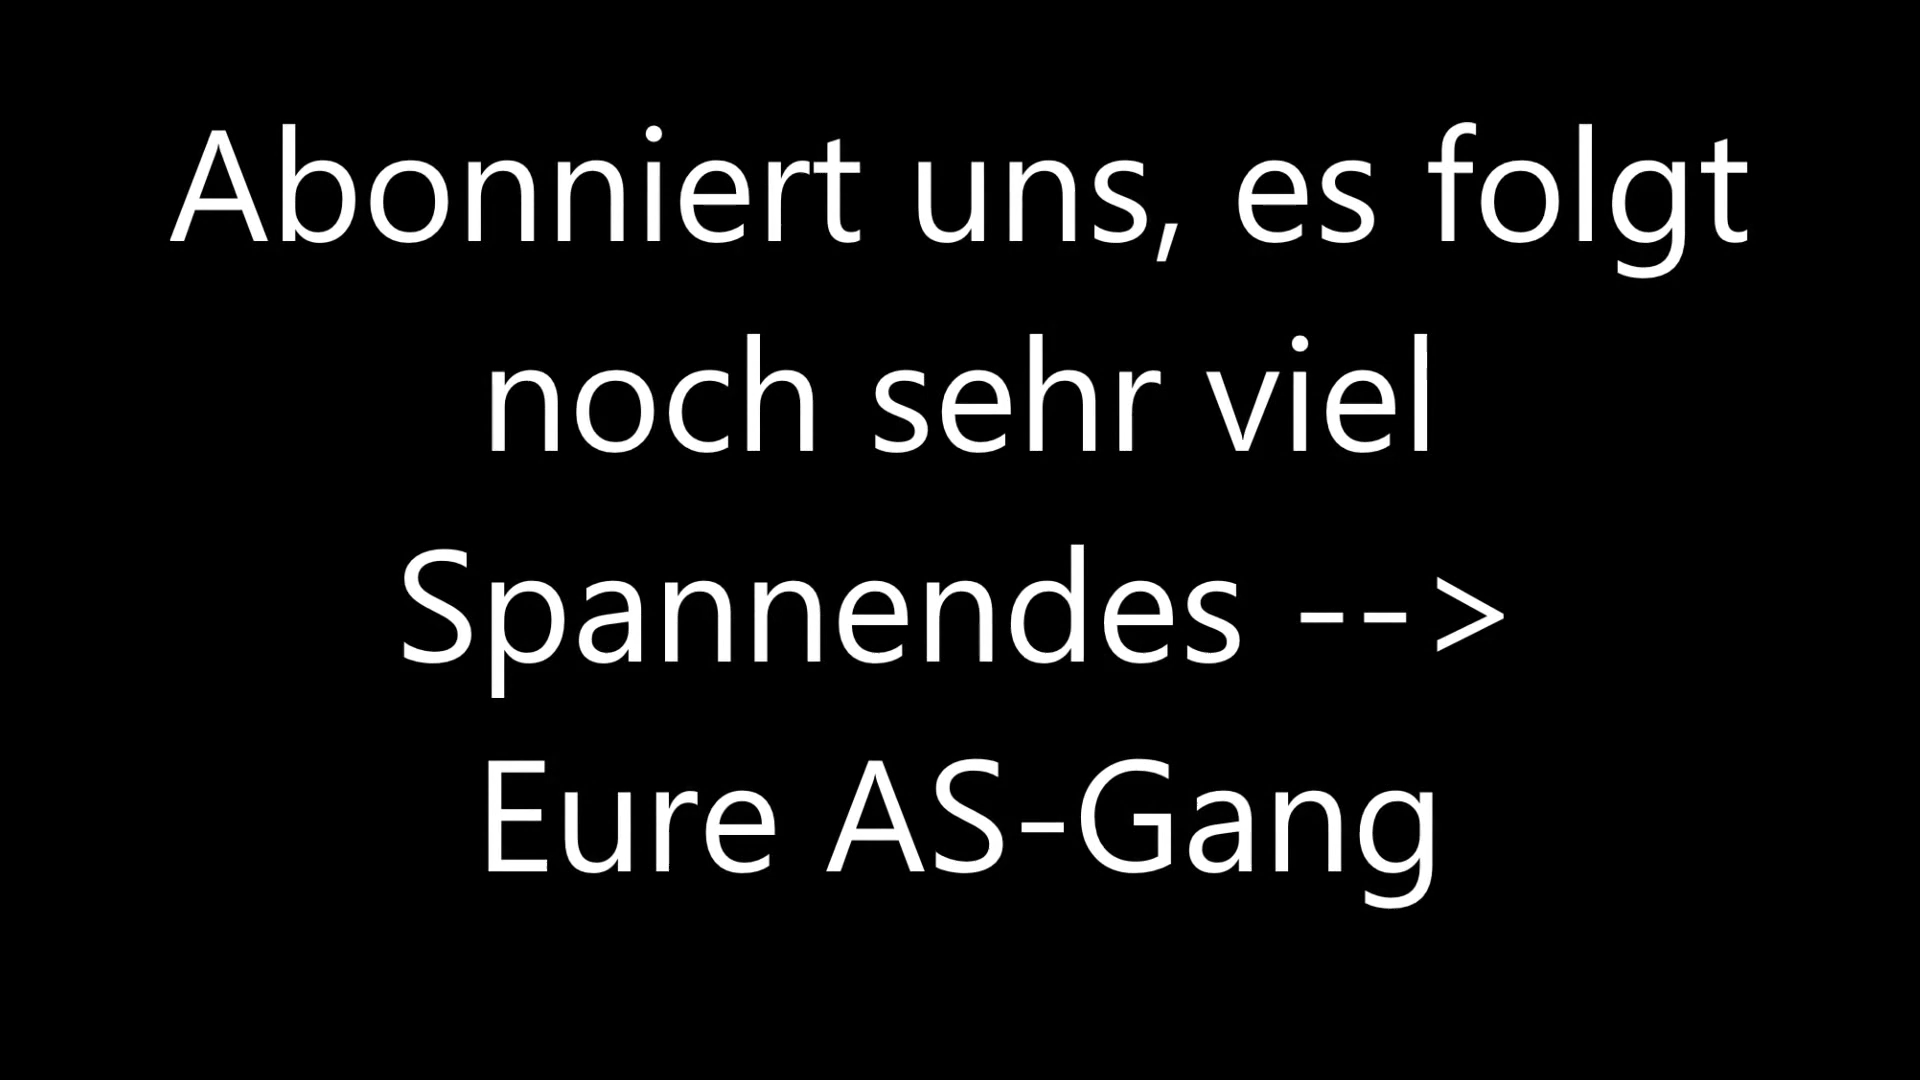 Abonniert uns, es folgt
noch sehr viel
Spannendes -->
Eure AS-Gang